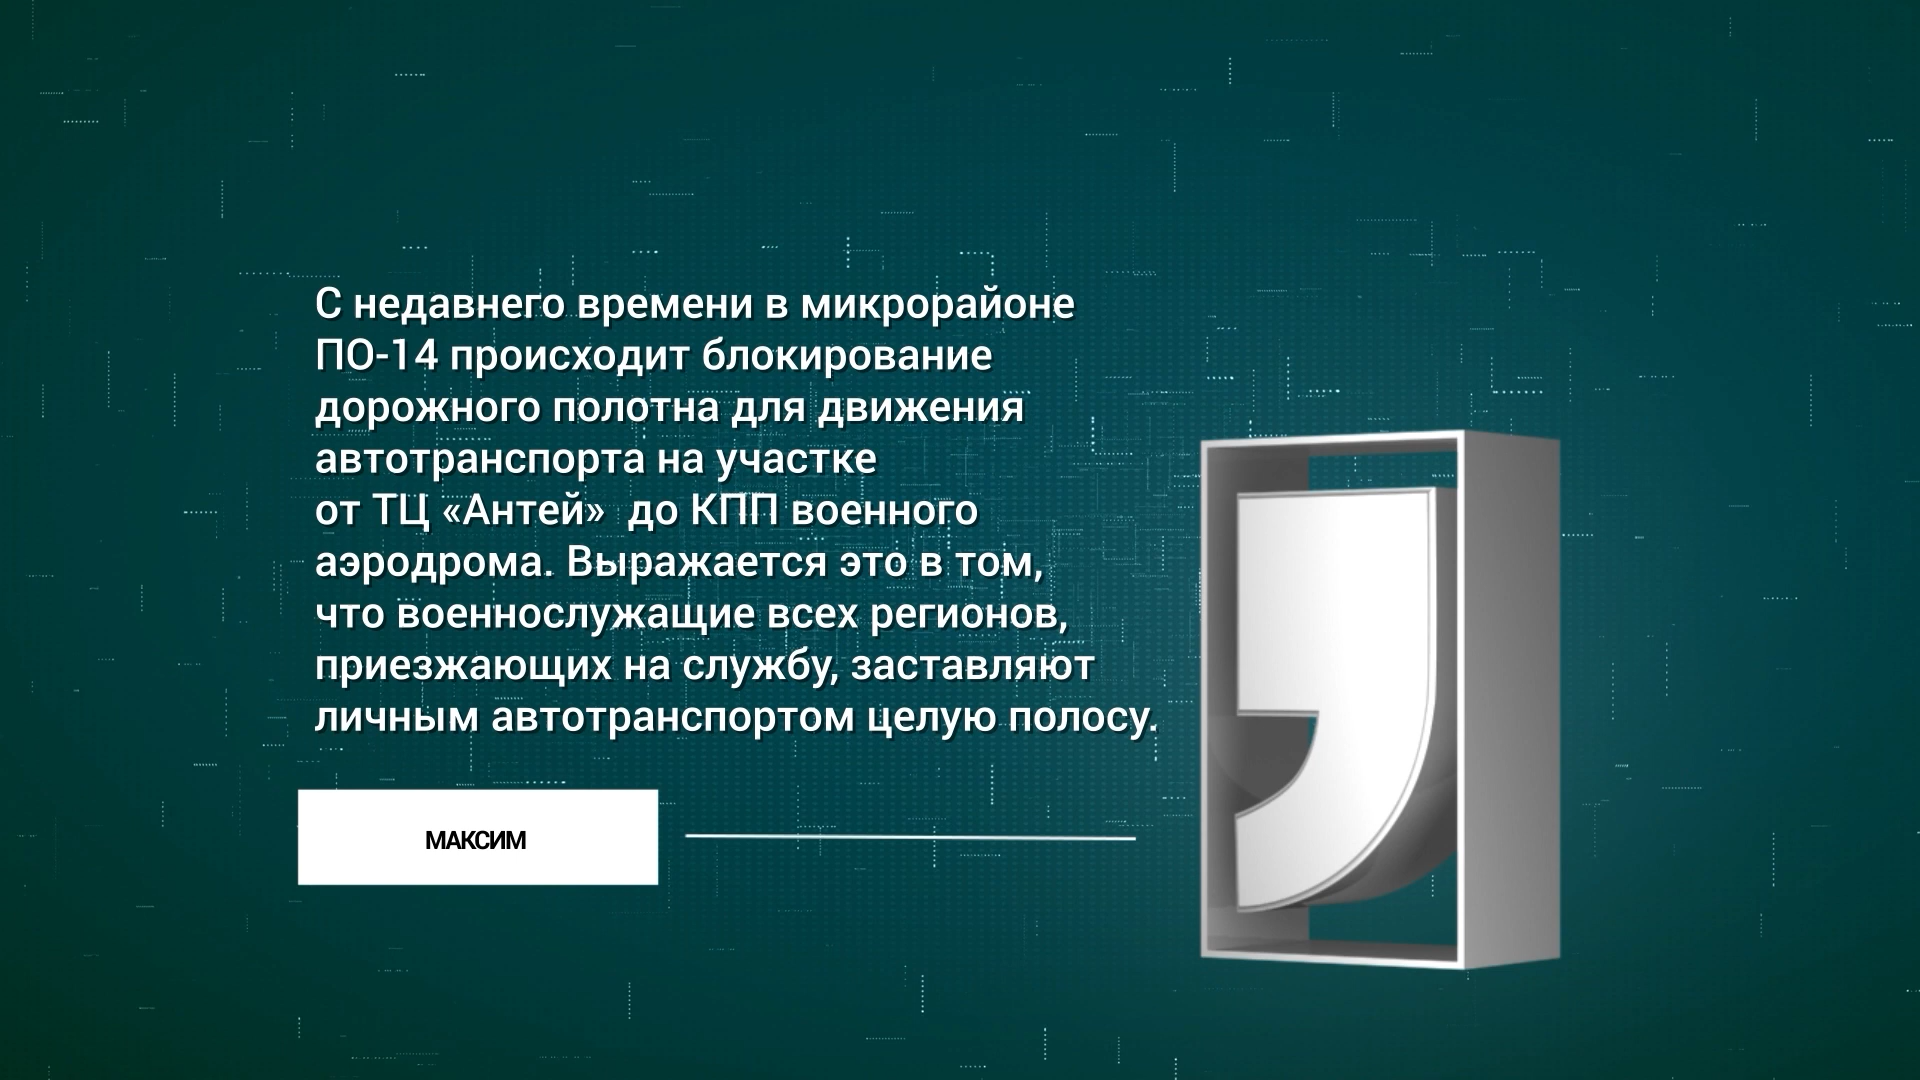 С недавнего времени в микрорайоне
ПО-14 происходит блокирование
дорожного полотна для движения
автотранспорта на участке
от ТЦ «Антей»  до КПП военного
аэродрома. Выражается это в том,
что военнослужащие всех регионов,
приезжающих на службу, заставляют
личным автотранспортом целую полосу.
МАКСИМ